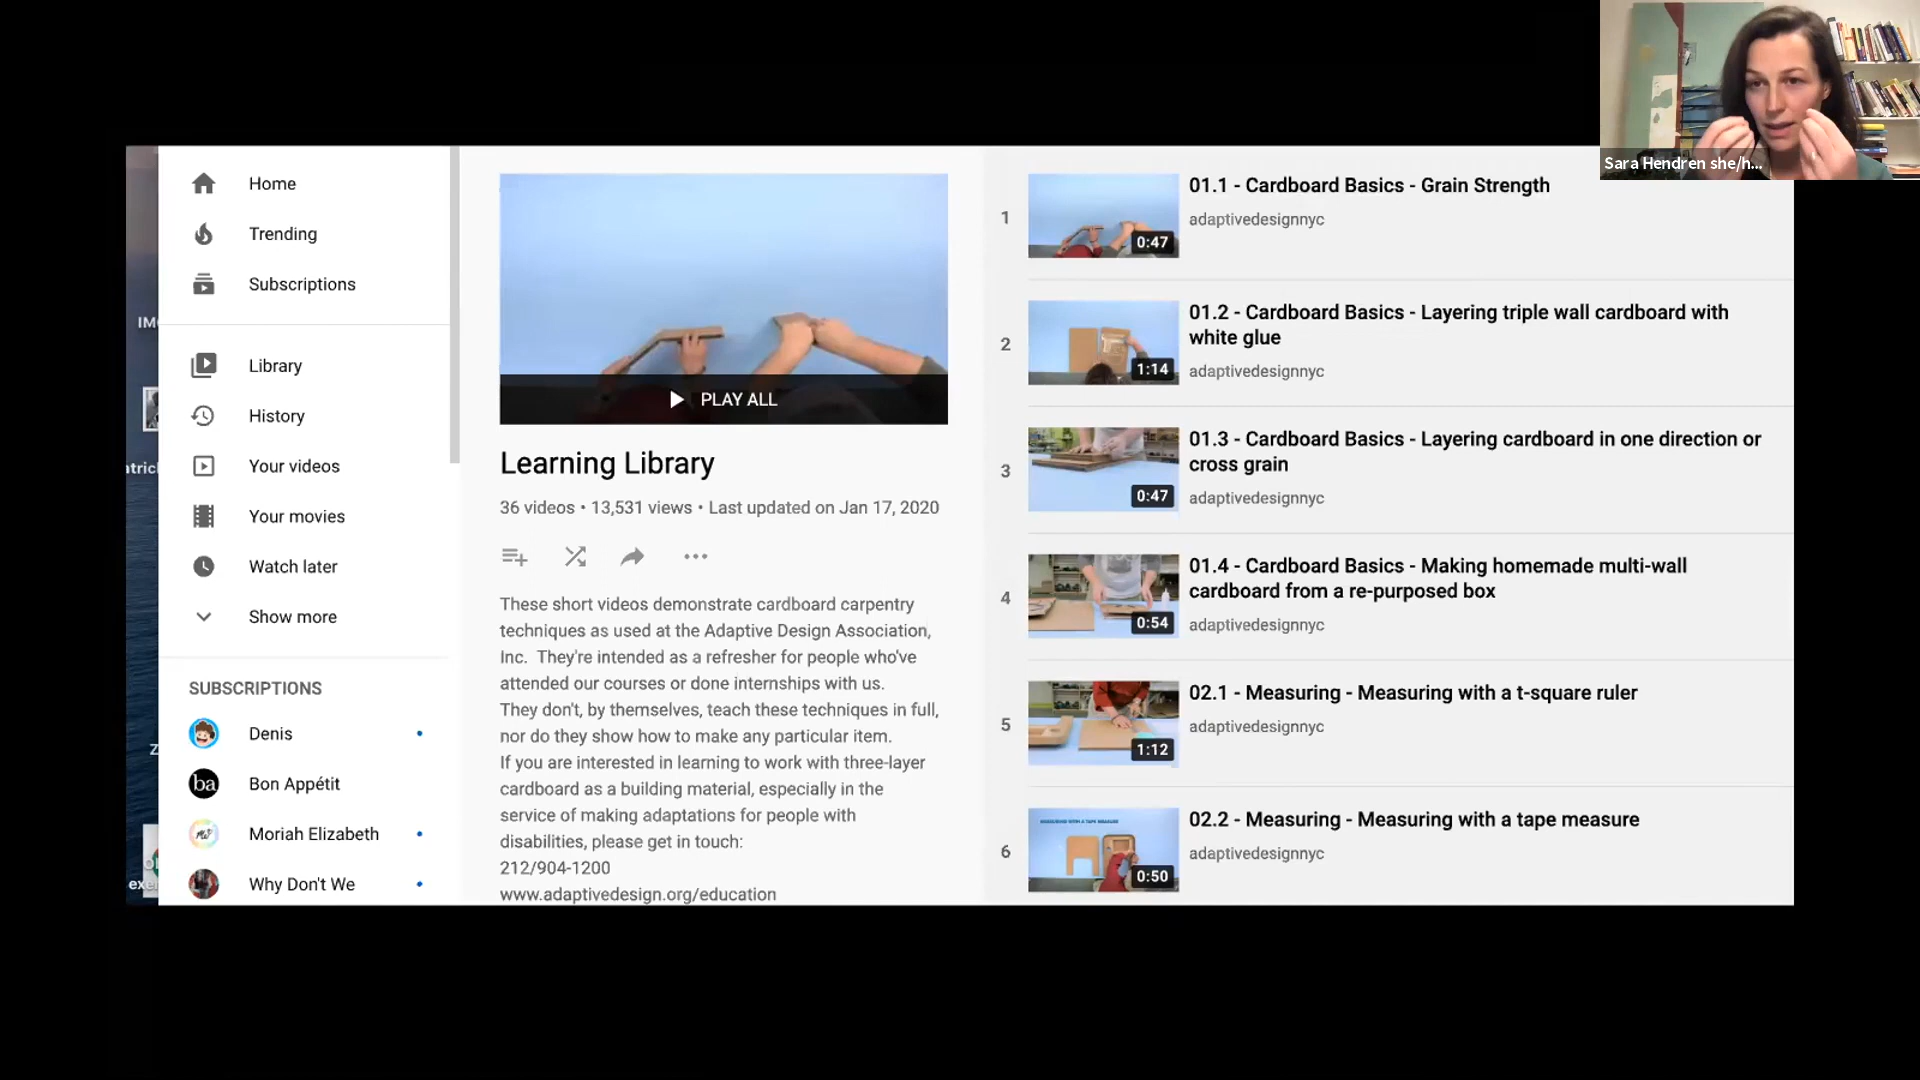 Home
Trending
Subscriptions
Library
History
Your videos
Your movies
Watch later
Show more
SUBSCRIPTIONS
Denis
ba
Bon Appétit
Moriah Elizabeth
Why Don't We
PLAY ALL
Learning Library
36 videos • 13,531 views • Last updated on Jan 17, 2020
These short videos demonstrate cardboard carpentry
techniques as used at the Adaptive Design Association,
Inc. They're intended as a refresher for people who've
attended our courses or done internships with us.
They don't, by themselves, teach these techniques in full,
nor do they show how to make any particular item.
If you are interested in learning to work with three-layer
cardboard as a building material, especially in the
service of making adaptations for people with
disabilities, please get in touch:
212/904-1200
www.adaptivedesign.org/education
1
0:47
01.1 - Cardboard Basics - Grain Strength
adaptivedesignnyc
2
1:14
01.2 - Cardboard Basics - Layering triple wall cardboard with
white glue
adaptivedesignnyc
3
0:47
01.3 - Cardboard Basics - Layering cardboard in one direction or
cross grain
adaptivedesignnyc
4
0:54
01.4 - Cardboard Basics - Making homemade multi-wall
cardboard from a re-purposed box
adaptivedesignnyc
5
1:12
02.1 - Measuring - Measuring with a t-square ruler
adaptivedesignnyc
6
MEASURING WITH A TAPE MEASURE
0:50
02.2 - Measuring - Measuring with a tape measure
adaptivedesignnyc
Sara Hendren she/h...